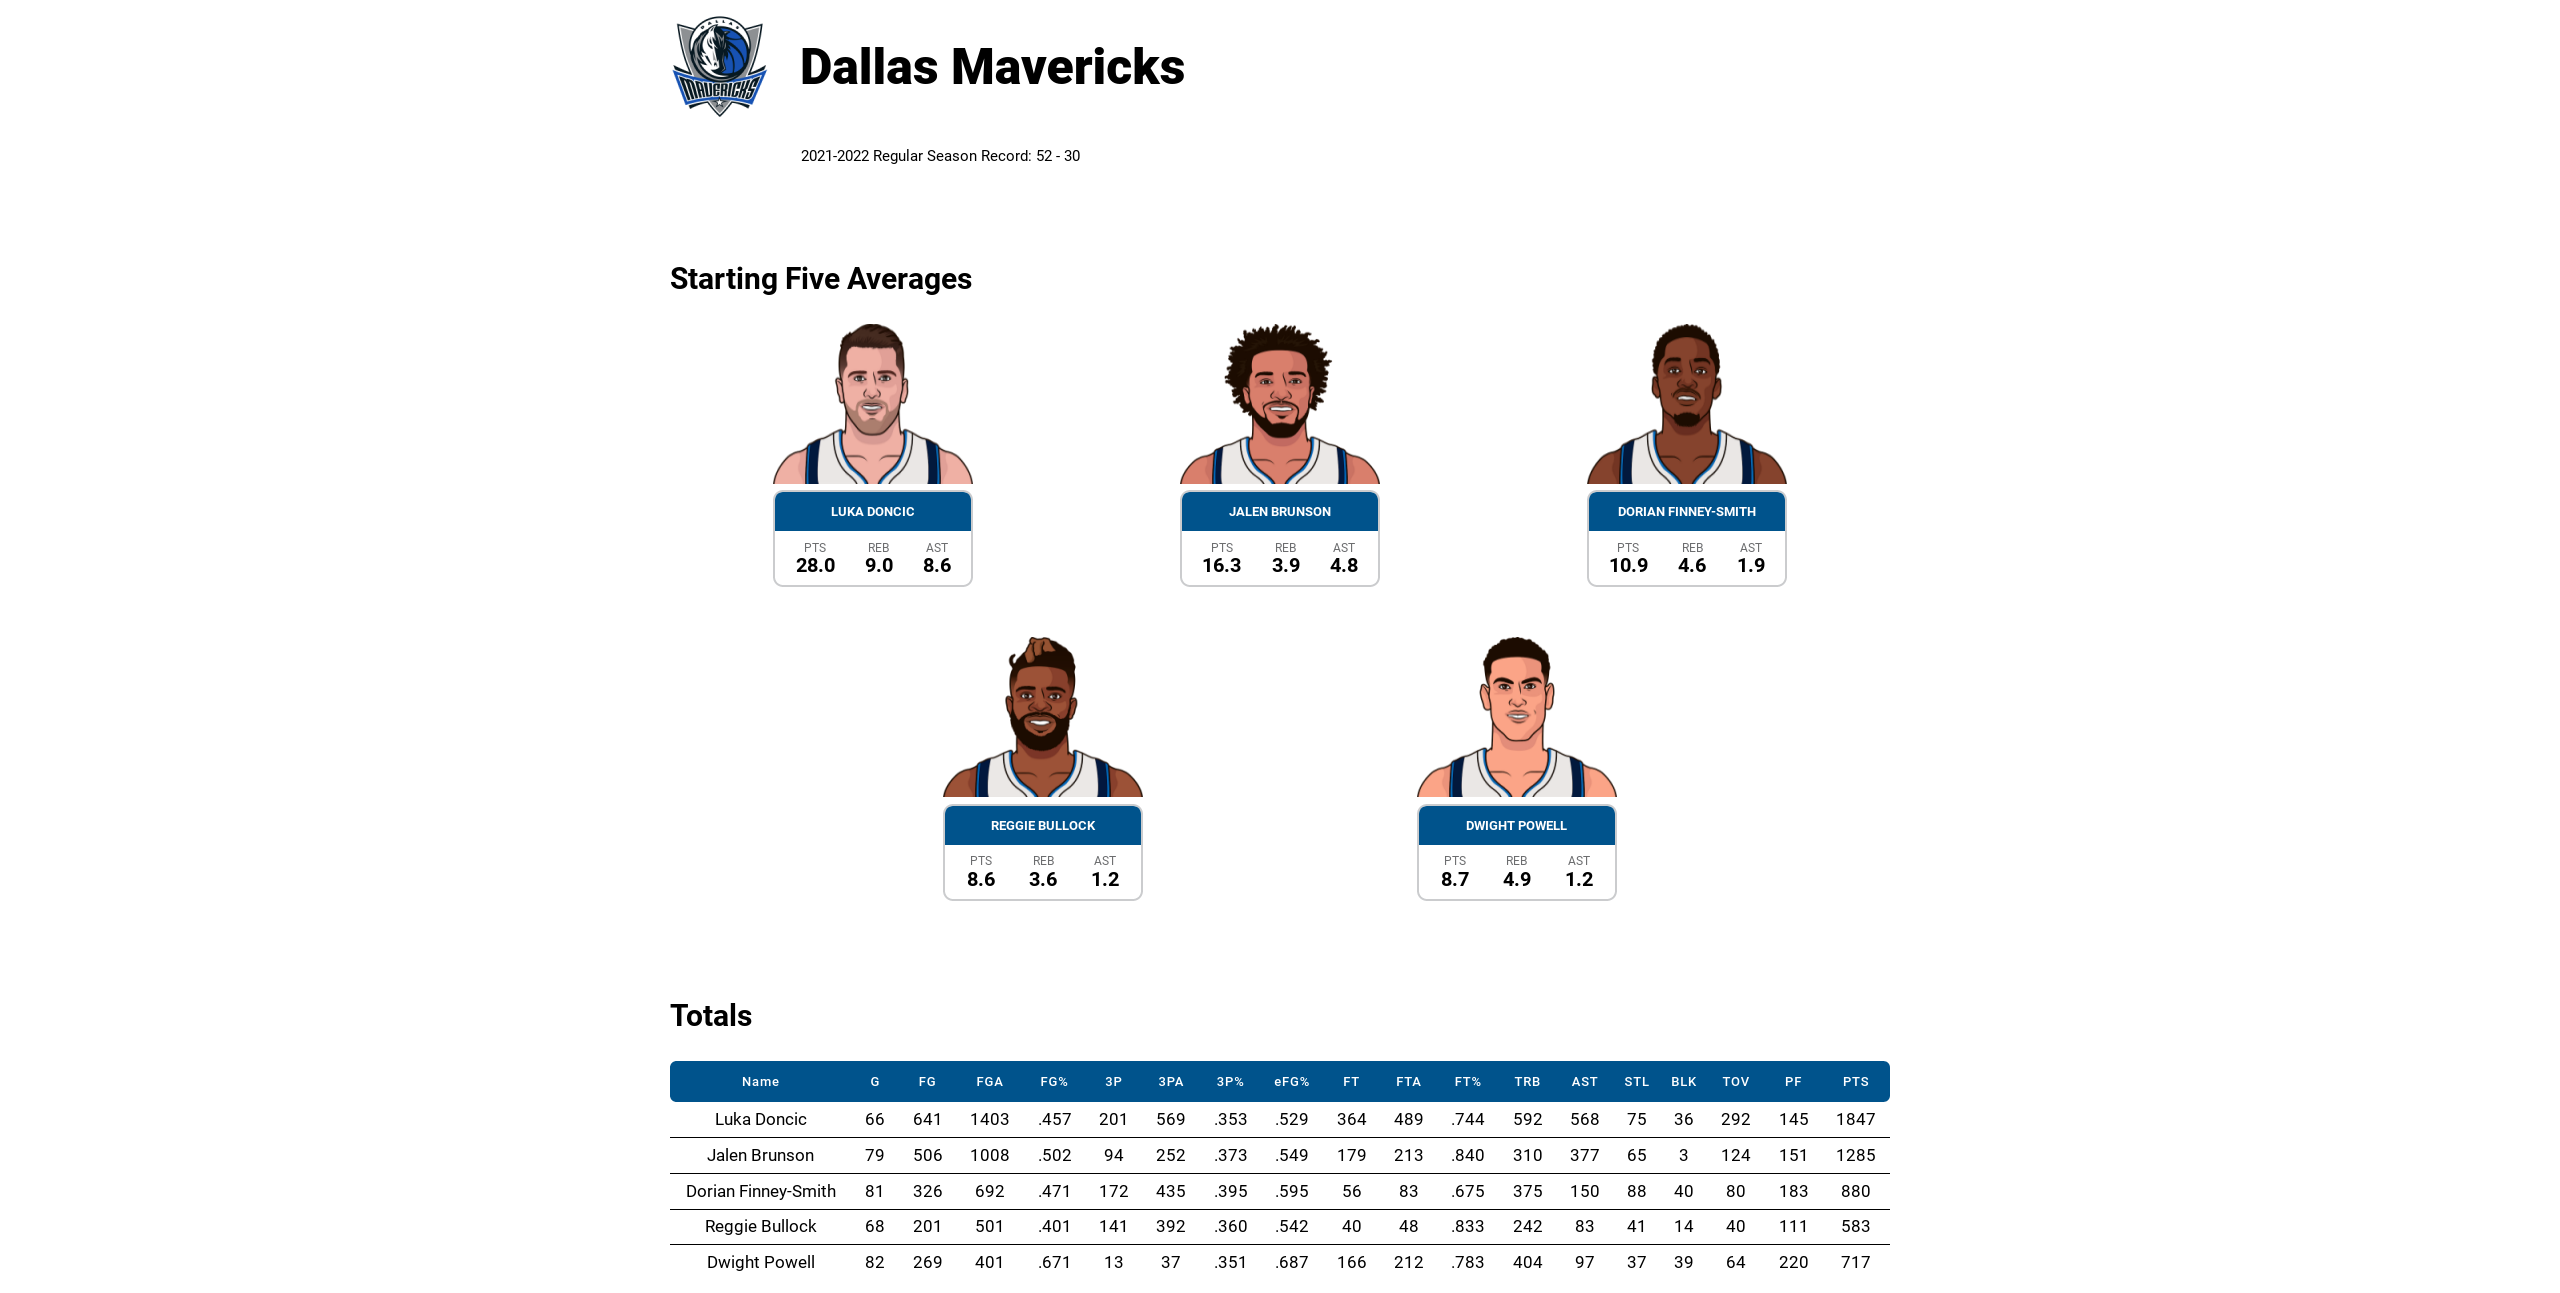 DALLAS
MAVERICKS
Dallas Mavericks
2021-2022 Regular Season Record: 52 - 30
Starting Five Averages
LUKA DONCIC
PTS REB AST
28.0 9.0 8.6
JALEN BRUNSON
PTS REB AST
16.3 3.9 4.8
DORIAN FINNEY-SMITH
PTS REB AST
10.9 4.6 1.9
REGGIE BULLOCK
PTS REB AST
8.6 3.6 1.2
DWIGHT POWELL
PTS REB AST
8.7 4.9 1.2
Totals
Name G FG FGA FG% 3P 3PA 3P% eFG% FT FTA FT% TRB AST STL BLK TOV PF PTS
Luka Doncic 66 641 1403 .457 201 569 .353 .529 364 489 .744 592 568 75 36 292 145 1847
Jalen Brunson 79 506 1008 .502 94 252 .373 .549 179 213 .840 310 377 65 3 124 151 1285
Dorian Finney-Smith 81 326 692 .471 172 435 .395 .595 56 83 .675 375 150 88 40 80 183 880
Reggie Bullock 68 201 501 .401 141 392 .360 .542 40 48 .833 242 83 41 14 40 111 583
Dwight Powell 82 269 401 .671 13 37 .351 .687 166 212 .783 404 97 37 39 64 220 717